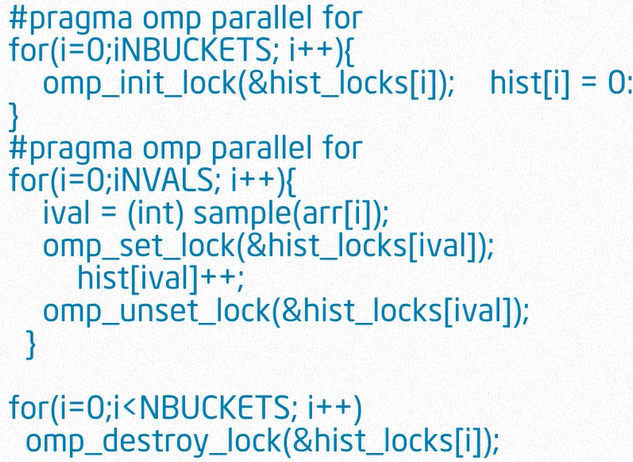 #pragma omp parallel for
for(i=0;iNBUCKETS; i++){
omp_init_lock(&hist_locks[i]); hist[i] = 0:
}
#pragma omp parallel for
for(i=0;iNVALS; i++){
ival = (int) sample(arr[i]);
omp_set_lock(&hist_locks[ival]);
hist[ival]++;
omp_unset_lock(&hist_locks[ival]);
}
for(i=0;i<NBUCKETS; i++)
omp_destroy_lock(&hist_locks[i]);